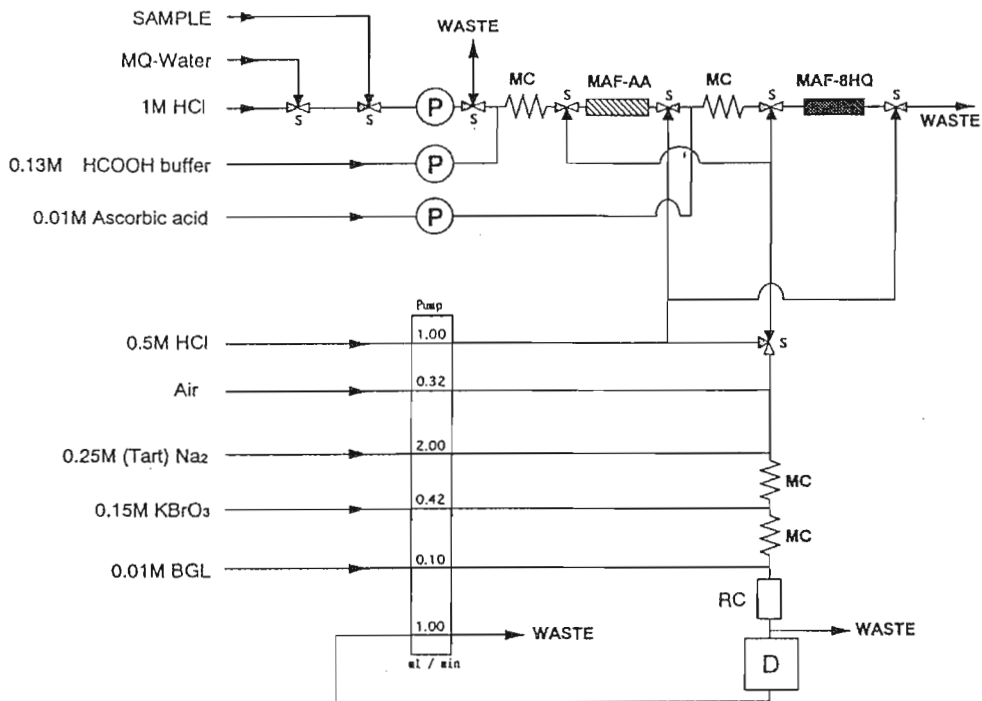 SAMPLE
WASTE
MQ-Water
MC
MAF-AA
MC
MAF-8HQ
S
S
S
S
1M HCl
P
WASTE
S
S
S
0.13M HCOOH buffer
P
0.01M Ascorbic acid
P
Pump
0.5M HCl
1.00
S
Air
0.32
0.25M (Tart) Na₂
2.00
MC
0.15M KBrO₃
0.42
MC
0.01M BGL
0.10
RC
1.00
WASTE
WASTE
ml / min
D